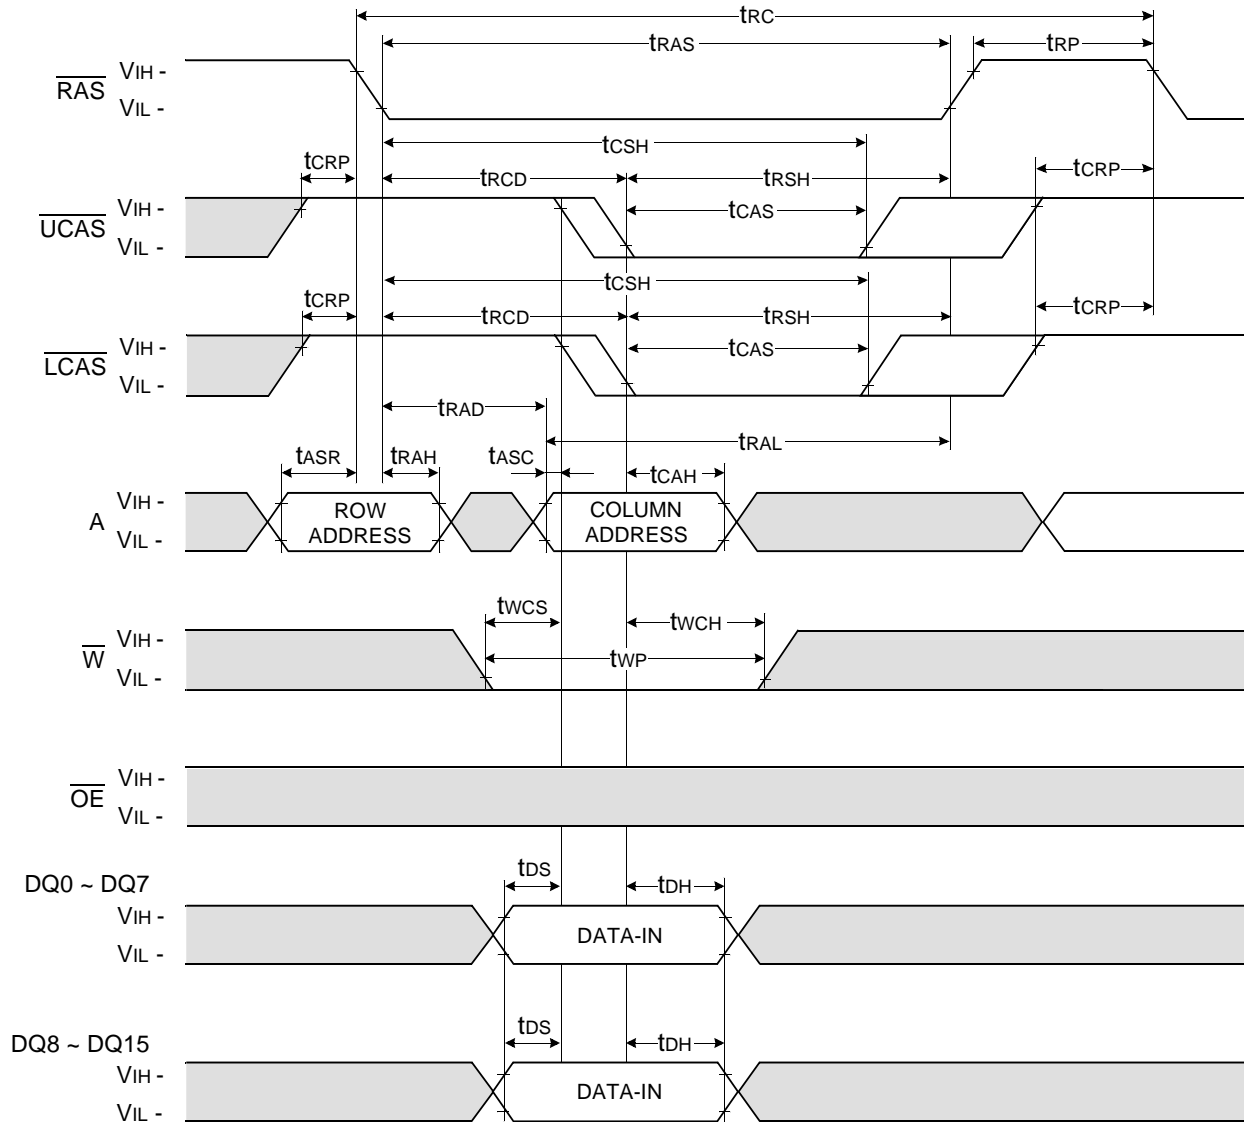 tRC
tRAS
tRP
RAS
VIH -
VIL -
tCSH
tCRP
tRCD
tRSH
tCRP
UCAS
VIH -
VIL -
tCAS
tCSH
tCRP
tRCD
tRSH
tCRP
LCAS
VIH -
VIL -
tCAS
tRAD
tRAL
tASR
tRAH
tASC
tCAH
A
VIH -
VIL -
ROW
ADDRESS
COLUMN
ADDRESS
tWCS
tWCH
W
VIH -
VIL -
tWP
OE
VIH -
VIL -
DQ0 ~ DQ7
tDS
tDH
VIH -
VIL -
DATA-IN
DQ8 ~ DQ15
tDS
tDH
VIH -
VIL -
DATA-IN